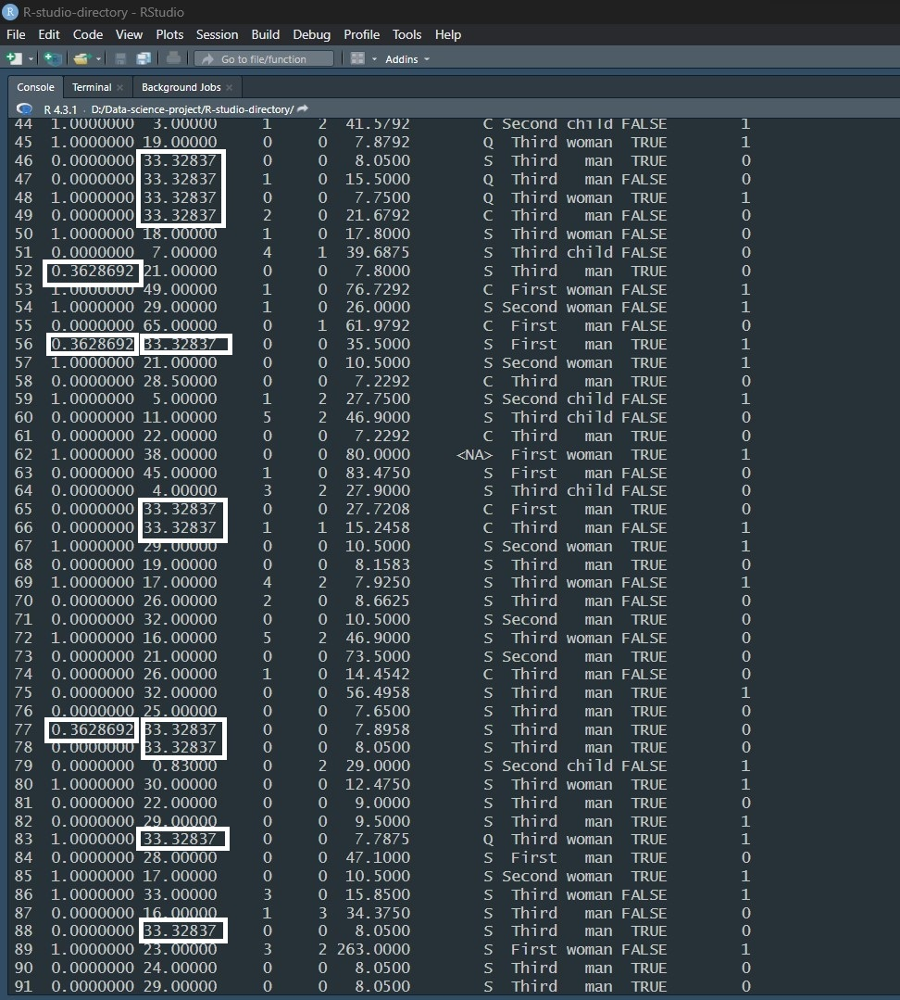 R R-studio-directory - RStudio
File Edit Code View Plots Session Build Debug Profile Tools Help
Go to file/function Addins
Console Terminal × Background Jobs ×
R 4.3.1 · D:/Data-science-project/R-studio-directory/
44 1.0000000 3.00000 1 2 41.5792 C Second child FALSE 1
45 1.0000000 19.00000 0 0 7.8792 Q Third woman TRUE 1
46 0.0000000 33.32837 0 0 8.0500 S Third man TRUE 0
47 0.0000000 33.32837 1 0 15.5000 Q Third man FALSE 0
48 1.0000000 33.32837 0 0 7.7500 Q Third woman TRUE 1
49 0.0000000 33.32837 2 0 21.6792 C Third man FALSE 0
50 1.0000000 18.00000 1 0 17.8000 S Third woman FALSE 0
51 0.0000000 7.00000 4 1 39.6875 S Third child FALSE 0
52 0.3628692 21.00000 0 0 7.8000 S Third man TRUE 0
53 1.0000000 49.00000 1 0 76.7292 C First woman FALSE 1
54 1.0000000 29.00000 1 0 26.0000 S Second woman FALSE 1
55 0.0000000 65.00000 0 1 61.9792 C First man FALSE 0
56 0.3628692 33.32837 0 0 35.5000 S First man TRUE 1
57 1.0000000 21.00000 0 0 10.5000 S Second woman TRUE 1
58 0.0000000 28.50000 0 0 7.2292 C Third man TRUE 0
59 1.0000000 5.00000 1 2 27.7500 S Second child FALSE 1
60 0.0000000 11.00000 5 2 46.9000 S Third child FALSE 0
61 0.0000000 22.00000 0 0 7.2292 C Third man TRUE 0
62 1.0000000 38.00000 0 0 80.0000 <NA> First woman TRUE 1
63 0.0000000 45.00000 1 0 83.4750 S First man FALSE 0
64 0.0000000 4.00000 3 2 27.9000 S Third child FALSE 0
65 0.0000000 33.32837 0 0 27.7208 C First man TRUE 0
66 0.0000000 33.32837 1 1 15.2458 C Third man FALSE 1
67 1.0000000 29.00000 0 0 10.5000 S Second woman TRUE 1
68 0.0000000 19.00000 0 0 8.1583 S Third man TRUE 0
69 1.0000000 17.00000 4 2 7.9250 S Third woman FALSE 1
70 0.0000000 26.00000 2 0 8.6625 S Third man FALSE 0
71 0.0000000 32.00000 0 0 10.5000 S Second man TRUE 0
72 1.0000000 16.00000 5 2 46.9000 S Third woman FALSE 0
73 0.0000000 21.00000 0 0 73.5000 S Second man TRUE 0
74 0.0000000 26.00000 1 0 14.4542 C Third man FALSE 0
75 0.0000000 32.00000 0 0 56.4958 S Third man TRUE 1
76 0.0000000 25.00000 0 0 7.6500 S Third man TRUE 0
77 0.3628692 33.32837 0 0 7.8958 S Third man TRUE 0
78 0.0000000 33.32837 0 0 8.0500 S Third man TRUE 0
79 0.0000000 0.83000 0 2 29.0000 S Second child FALSE 1
80 1.0000000 30.00000 0 0 12.4750 S Third woman TRUE 1
81 0.0000000 22.00000 0 0 9.0000 S Third man TRUE 0
82 0.0000000 29.00000 0 0 9.5000 S Third man TRUE 1
83 1.0000000 33.32837 0 0 7.7875 Q Third woman TRUE 1
84 0.0000000 28.00000 0 0 47.1000 S First man TRUE 0
85 1.0000000 17.00000 0 0 10.5000 S Second woman TRUE 1
86 1.0000000 33.00000 3 0 15.8500 S Third woman FALSE 1
87 0.0000000 16.00000 1 3 34.3750 S Third man FALSE 0
88 0.0000000 33.32837 0 0 8.0500 S Third man TRUE 0
89 1.0000000 23.00000 3 2 263.0000 S First woman FALSE 1
90 0.0000000 24.00000 0 0 8.0500 S Third man TRUE 0
91 0.0000000 29.00000 0 0 8.0500 S Third man TRUE 0